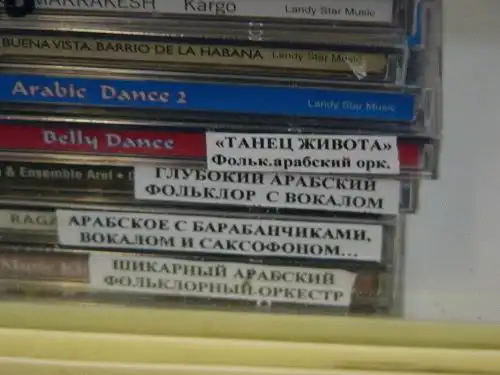 MARRAKESH Kargo Landy Star Music
BUENA VISTA: BARRIO DE LA HABANA Landy Star Music
Arabic Dance 2 Landy Star Music
Belly Dance «ТАНЕЦ ЖИВОТА»
Фольк.арабский орк.
& Ensemble Aref ГЛУБОКИЙ АРАБСКИЙ
ФОЛЬКЛОР С ВОКАЛОМ
RAGA АРАБСКОЕ С БАРАБАНЧИКАМИ,
ВОКАЛОМ И САКСОФОНОМ...
ШИКАРНЫЙ АРАБСКИЙ
ФОЛЬКЛОРНЫЙ-ОРКЕСТР